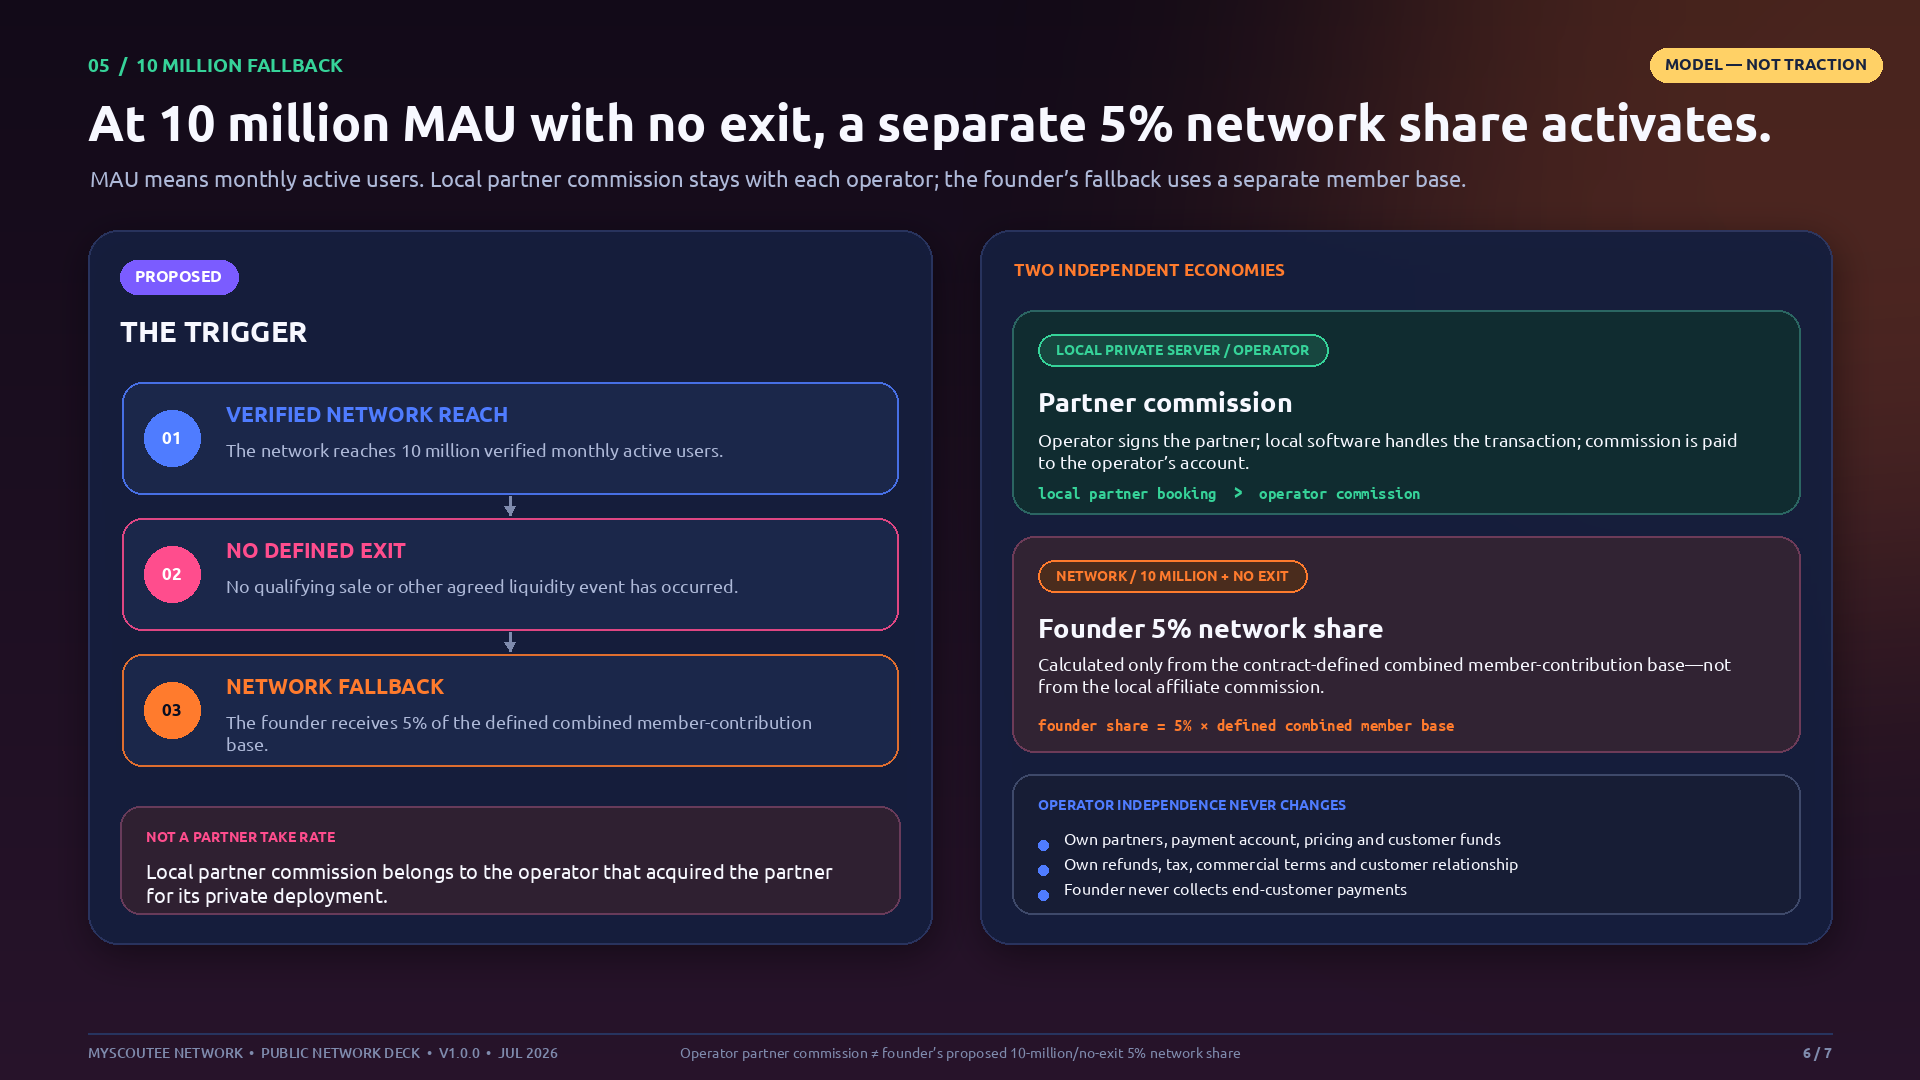 05 / 10 MILLION FALLBACK
MODEL — NOT TRACTION
At 10 million MAU with no exit, a separate 5% network share activates.
MAU means monthly active users. Local partner commission stays with each operator; the founder’s fallback uses a separate member base.
PROPOSED
THE TRIGGER
01
VERIFIED NETWORK REACH
The network reaches 10 million verified monthly active users.
02
NO DEFINED EXIT
No qualifying sale or other agreed liquidity event has occurred.
03
NETWORK FALLBACK
The founder receives 5% of the defined combined member-contribution
base.
NOT A PARTNER TAKE RATE
Local partner commission belongs to the operator that acquired the partner
for its private deployment.
TWO INDEPENDENT ECONOMIES
LOCAL PRIVATE SERVER / OPERATOR
Partner commission
Operator signs the partner; local software handles the transaction; commission is paid
to the operator’s account.
local partner booking > operator commission
NETWORK / 10 MILLION + NO EXIT
Founder 5% network share
Calculated only from the contract-defined combined member-contribution base—not
from the local affiliate commission.
founder share = 5% × defined combined member base
OPERATOR INDEPENDENCE NEVER CHANGES
Own partners, payment account, pricing and customer funds
Own refunds, tax, commercial terms and customer relationship
Founder never collects end-customer payments
MYSCOUTEE NETWORK • PUBLIC NETWORK DECK • V1.0.0 • JUL 2026
Operator partner commission ≠ founder’s proposed 10-million/no-exit 5% network share
6 / 7